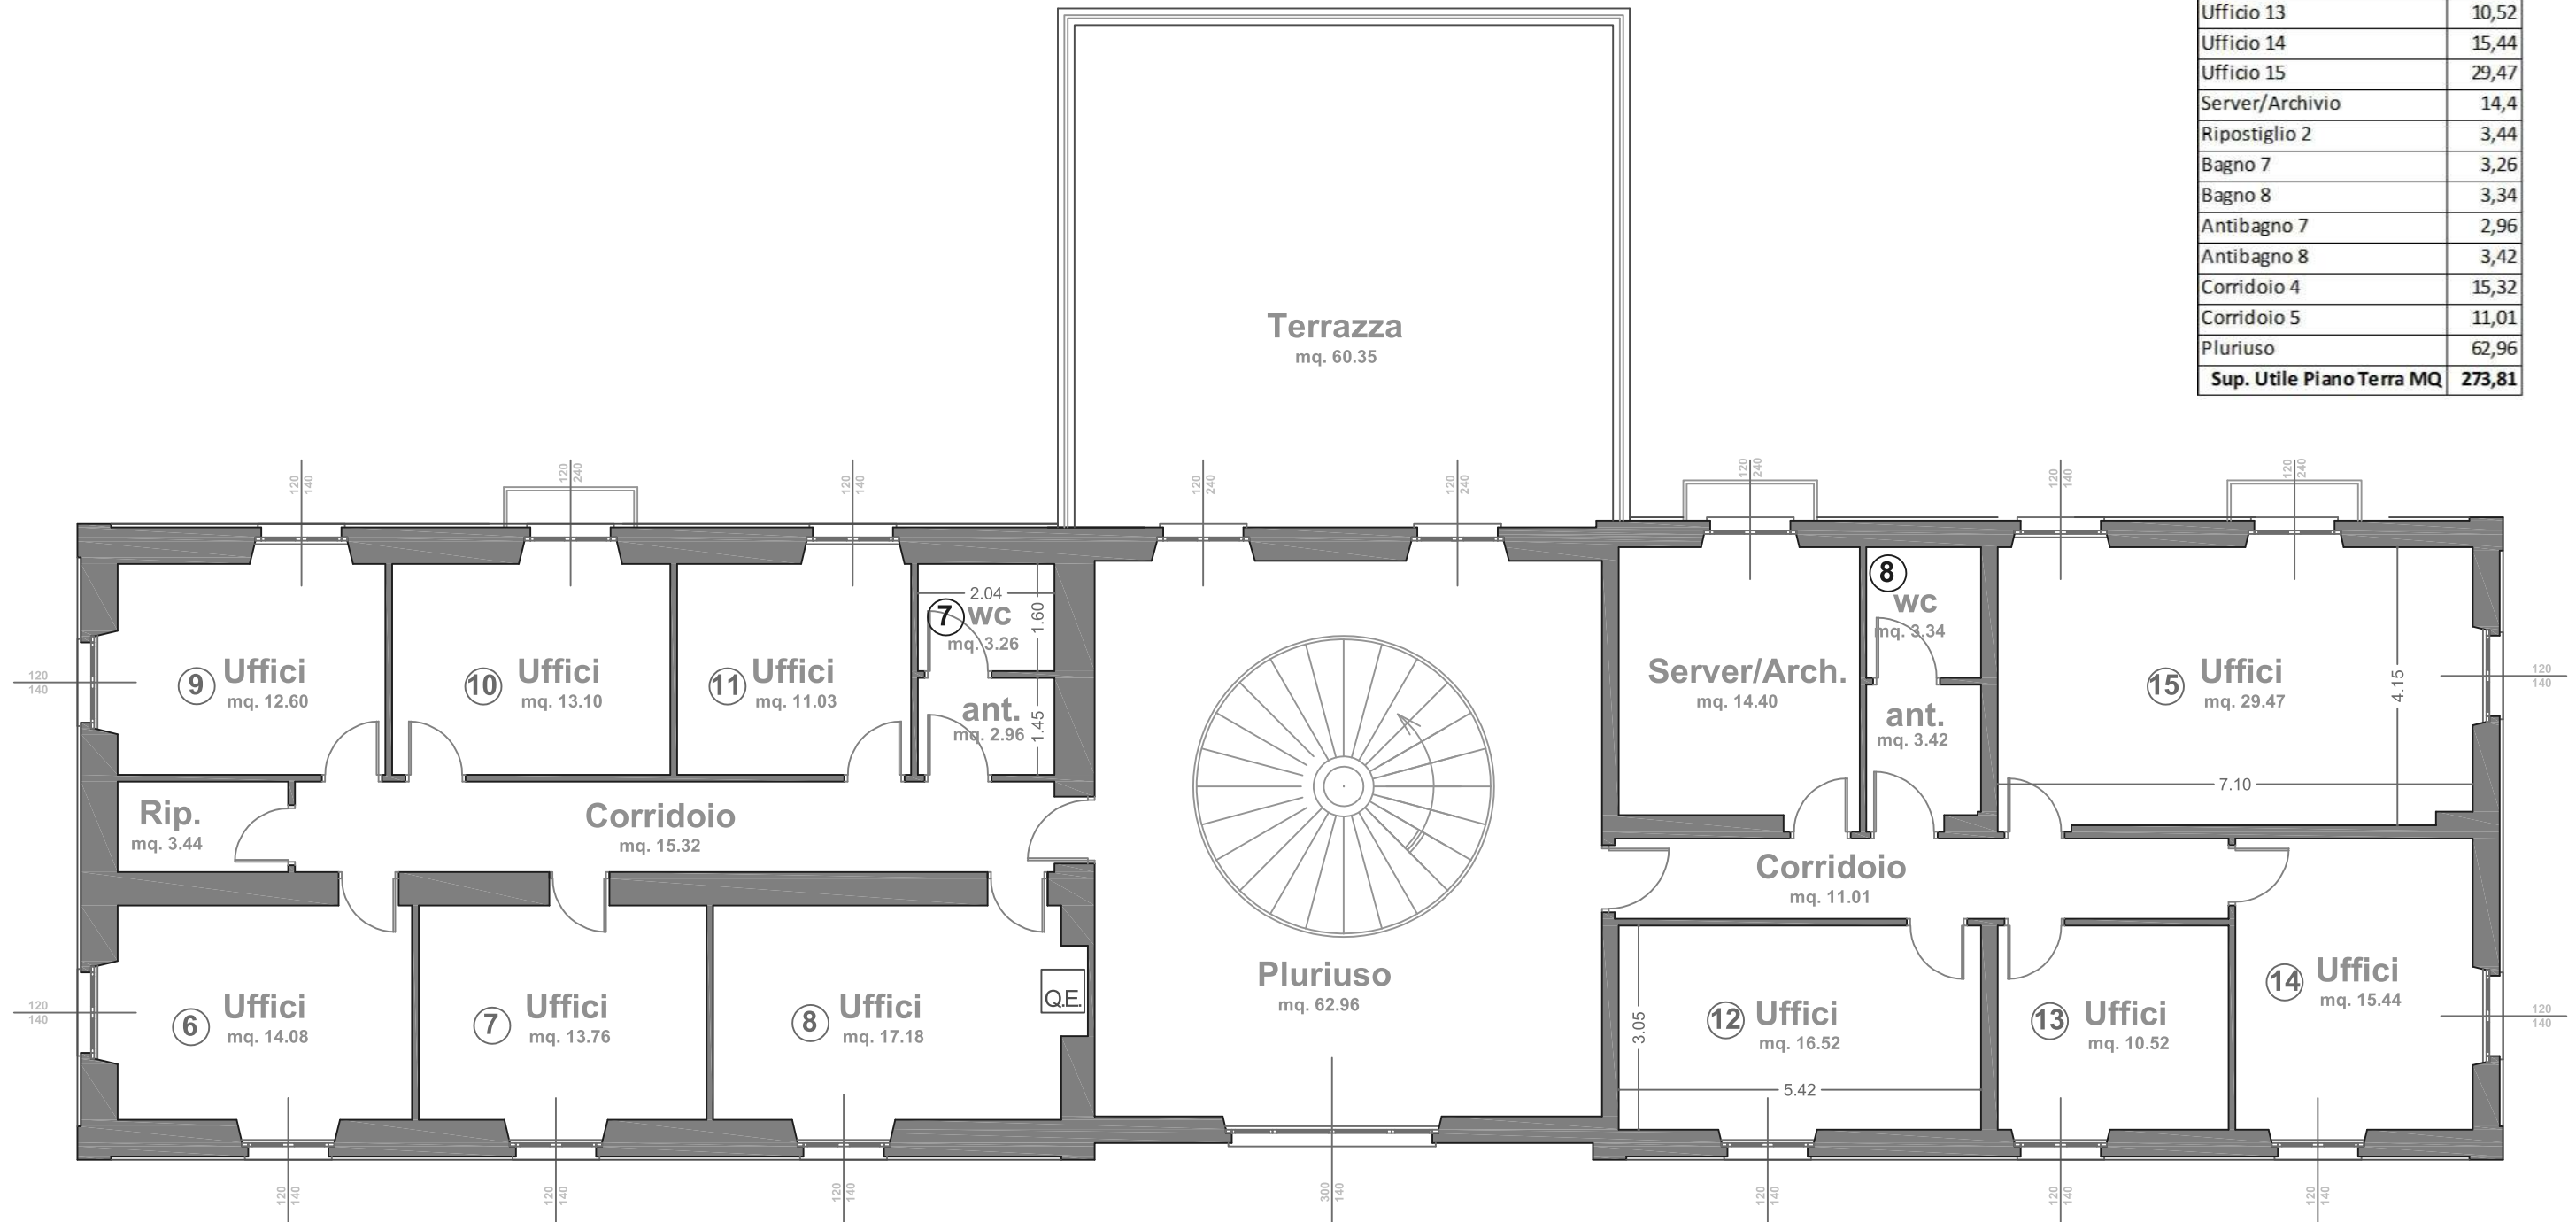 Ufficio 13 10,52
Ufficio 14 15,44
Ufficio 15 29,47
Server/Archivio 14,4
Ripostiglio 2 3,44
Bagno 7 3,26
Bagno 8 3,34
Antibagno 7 2,96
Antibagno 8 3,42
Corridoio 4 15,32
Corridoio 5 11,01
Pluriuso 62,96
Sup. Utile Piano Terra MQ 273,81
Terrazza
mq. 60.35
120 140
120 240
120 140
120 240
120 240
120 240
120 140
120 240
9 Uffici
mq. 12.60
10 Uffici
mq. 13.10
11 Uffici
mq. 11.03
2.04
7 wc
mq. 3.26
1.60
ant.
mq. 2.96
1.45
Server/Arch.
mq. 14.40
8
wc
mq. 3.34
ant.
mq. 3.42
15 Uffici
mq. 29.47
4.15
7.10
120
140
120
140
Rip.
mq. 3.44
Corridoio
mq. 15.32
Corridoio
mq. 11.01
6 Uffici
mq. 14.08
7 Uffici
mq. 13.76
8 Uffici
mq. 17.18
Q.E.
Pluriuso
mq. 62.96
3.05
12 Uffici
mq. 16.52
5.42
13 Uffici
mq. 10.52
14 Uffici
mq. 15.44
120
140
120
140
120 140
120 140
120 140
300 140
120 140
120 140
120 140